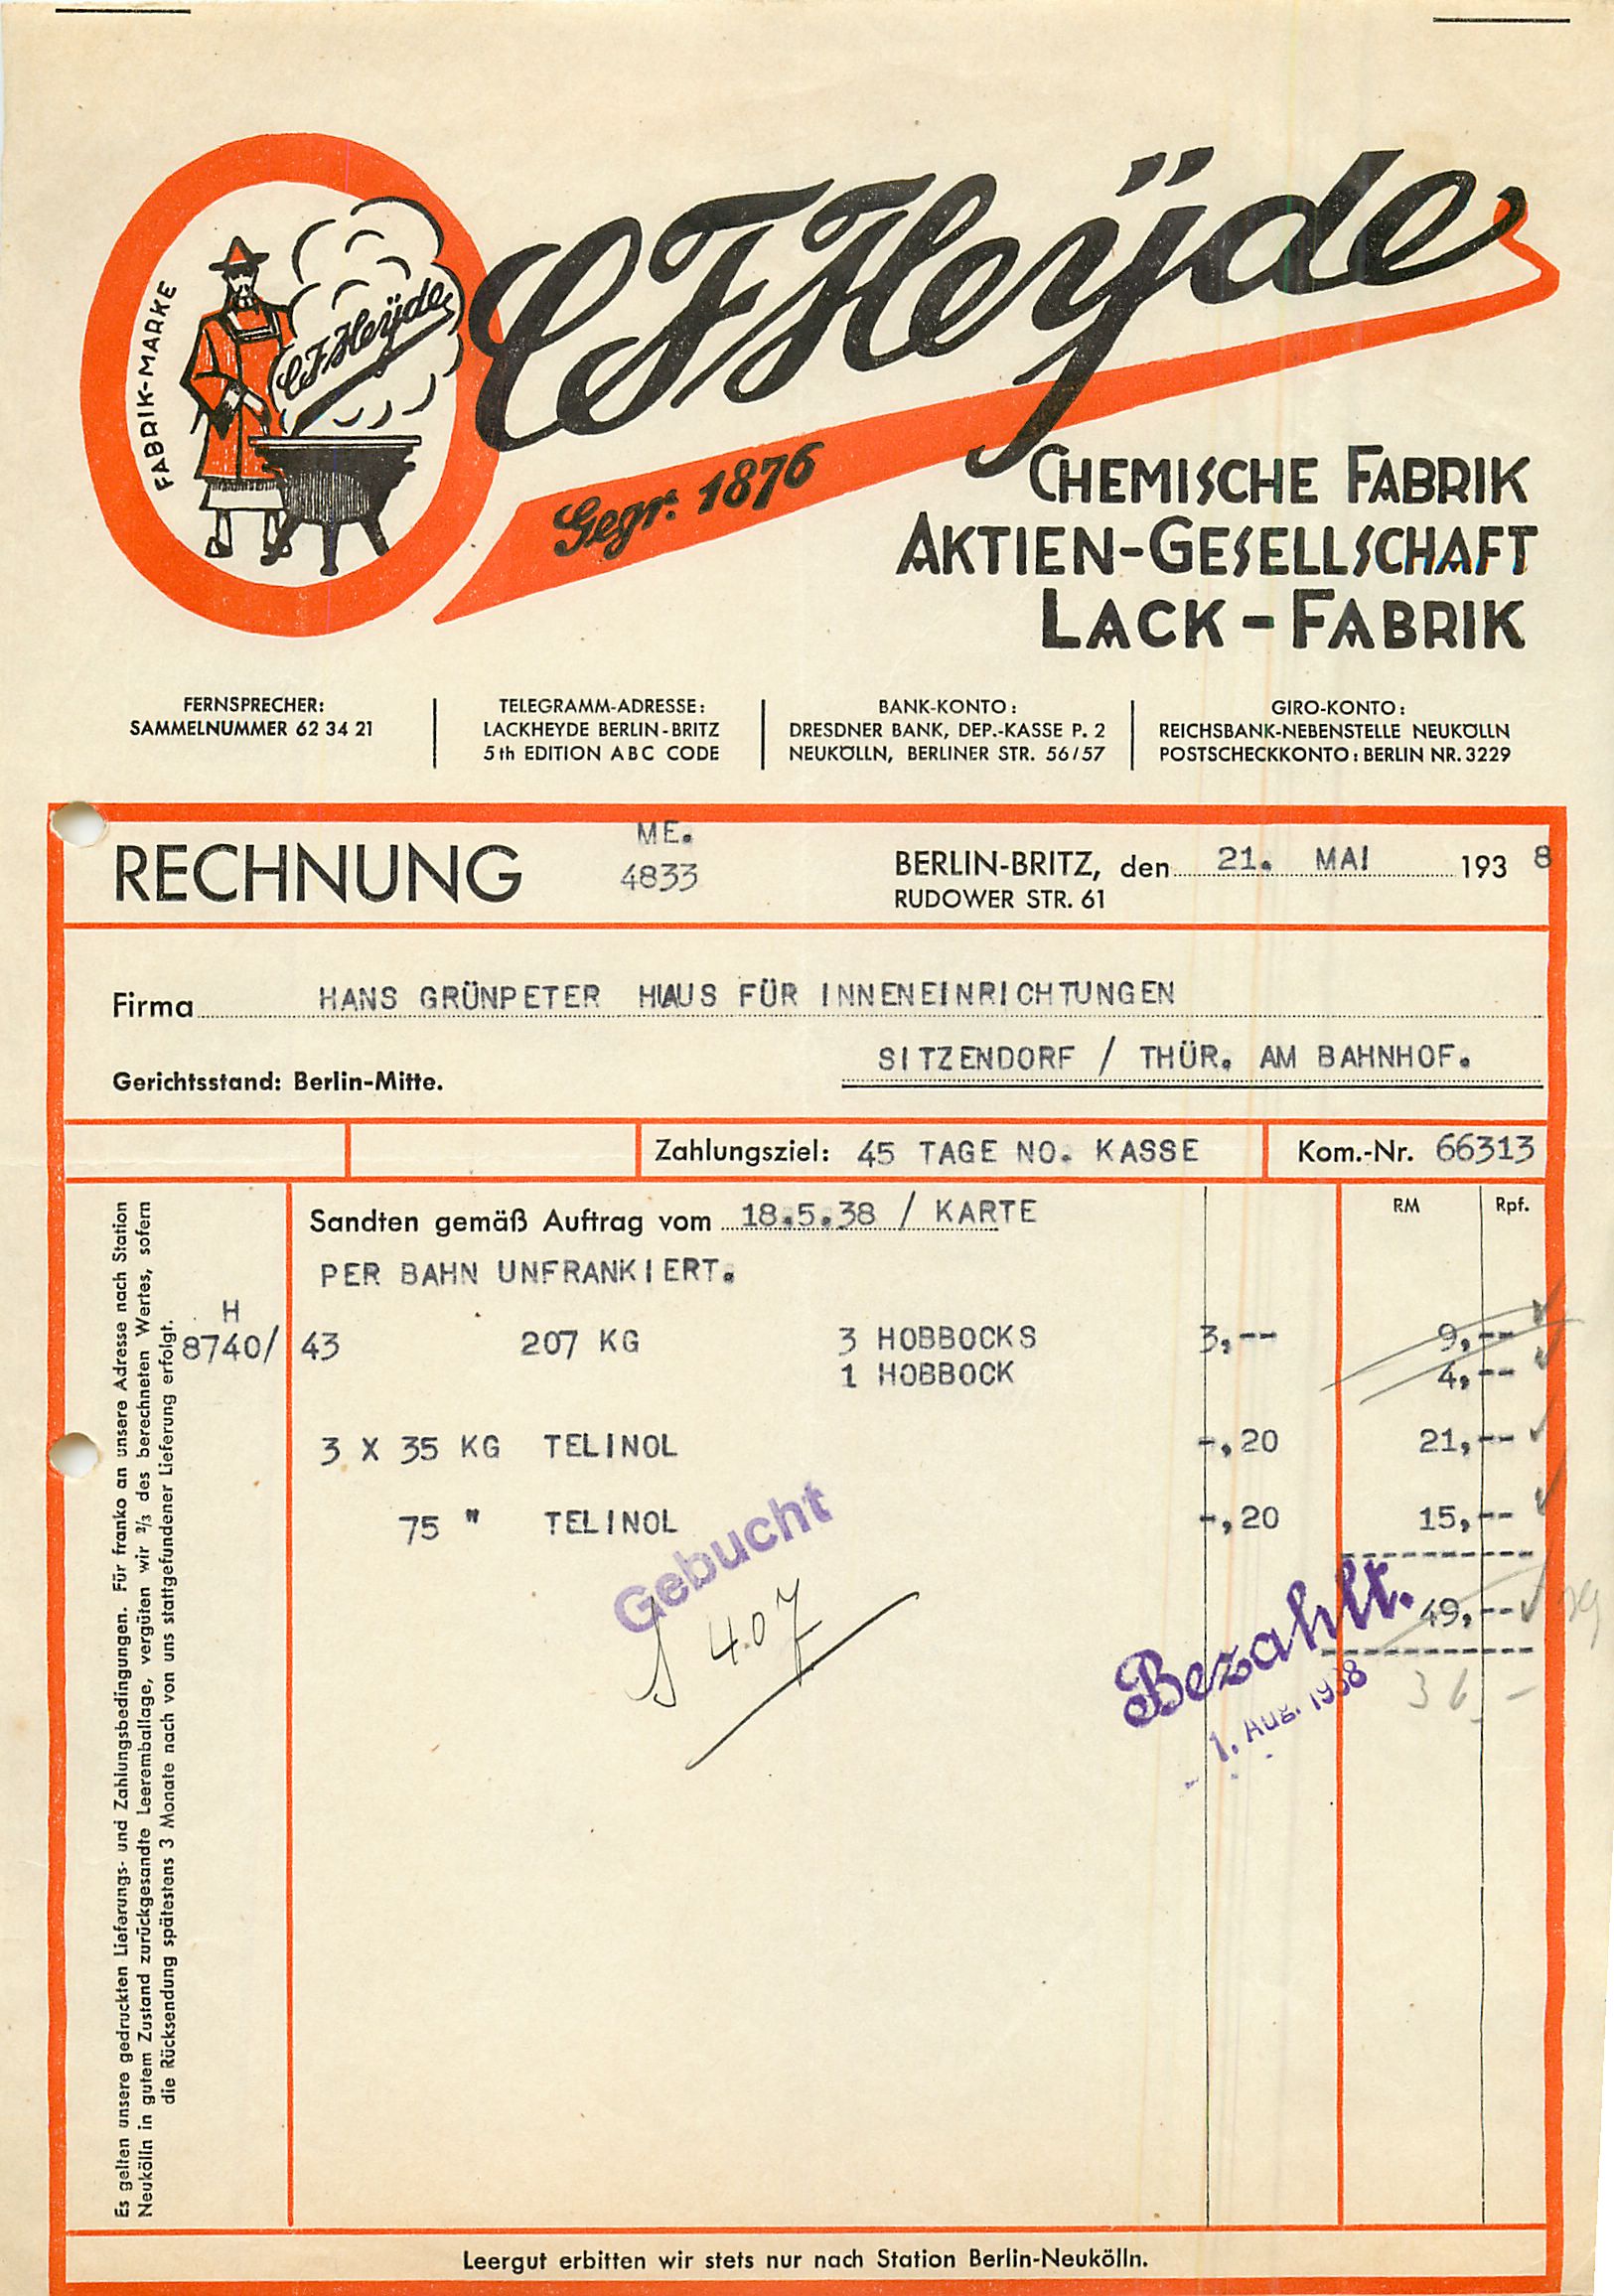 FABRIK-MARKE
CFHeÿde
CFHeÿde
Gegr. 1876
CHEMISCHE FABRIK
AKTIEN-GESELLSCHAFT
LACK-FABRIK
FERNSPRECHER:
SAMMELNUMMER 62 34 21
TELEGRAMM-ADRESSE:
LACKHEYDE BERLIN-BRITZ
5th EDITION ABC CODE
BANK-KONTO:
DRESDNER BANK, DEP.-KASSE P. 2
NEUKÖLLN, BERLINER STR. 56/57
GIRO-KONTO:
REICHSBANK-NEBENSTELLE NEUKÖLLN
POSTSCHECKKONTO: BERLIN NR. 3229
RECHNUNG
ME.
4833
BERLIN-BRITZ, den 21. MAI 1938
RUDOWER STR. 61
Firma HANS GRÜNPETER HAUS FÜR INNENEINRICHTUNGEN
SITZENDORF / THÜR. AM BAHNHOF.
Gerichtsstand: Berlin-Mitte.
Zahlungsziel: 45 TAGE NO. KASSE
Kom.-Nr. 66313
RM Rpf.
Sandten gemäß Auftrag vom 18.5.38 / KARTE
PER BAHN UNFRANKIERT.
H
8740/ 43 207 KG 3 HOBBOCKS 3,-- 9,--
1 HOBBOCK 4,--
3 X 35 KG TELINOL -,20 21,--
75 " TELINOL -,20 15,--
49,--
36 -
Gebucht
407
Bezahlt.
1. Aug. 1938
Es gelten unsere gedruckten Lieferungs- und Zahlungsbedingungen. Für franko an unsere Adresse nach Station
Neukölln in gutem Zustand zurückgesandte Leeremballage, vergüten wir 2/3 des berechneten Wertes, sofern
die Rücksendung spätestens 3 Monate nach von uns stattgefundener Lieferung erfolgt.
Leergut erbitten wir stets nur nach Station Berlin-Neukölln.